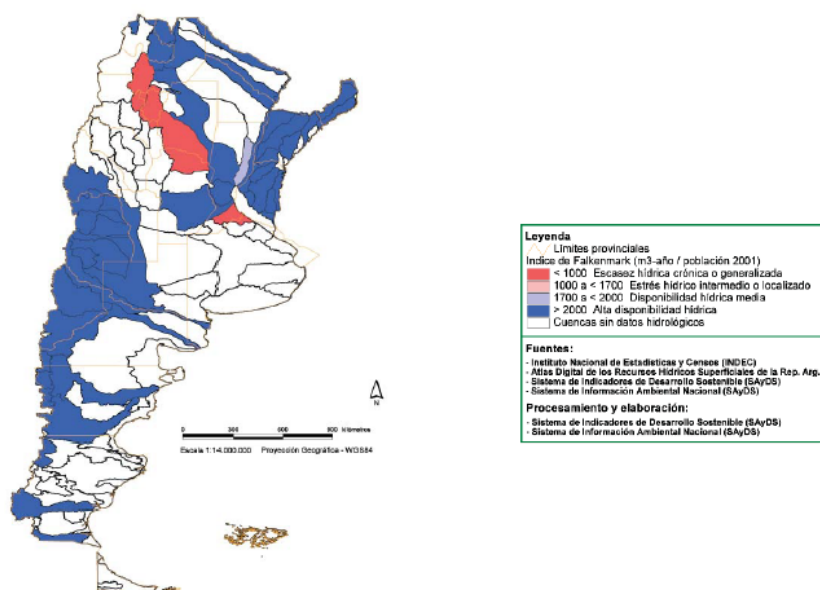 N
0 300 600 900 kilómetros
Escala 1:14.000.000 Proyección Geográfica - WGS84
Leyenda
Límites provinciales
Indice de Falkenmark (m3-año / población 2001)
< 1000 Escasez hídrica crónica o generalizada
1000 a < 1700 Estrés hídrico intermedio o localizado
1700 a < 2000 Disponibilidad hídrica media
> 2000 Alta disponibilidad hídrica
Cuencas sin datos hidrológicos
Fuentes:
- Instituto Nacional de Estadísticas y Censos (INDEC)
- Atlas Digital de los Recursos Hídricos Superficiales de la Rep. Arg.
- Sistema de Indicadores de Desarrollo Sostenible (SAyDS)
- Sistema de Información Ambiental Nacional (SAyDS)
Procesamiento y elaboración:
- Sistema de Indicadores de Desarrollo Sostenible (SAyDS)
- Sistema de Información Ambiental Nacional (SAyDS)